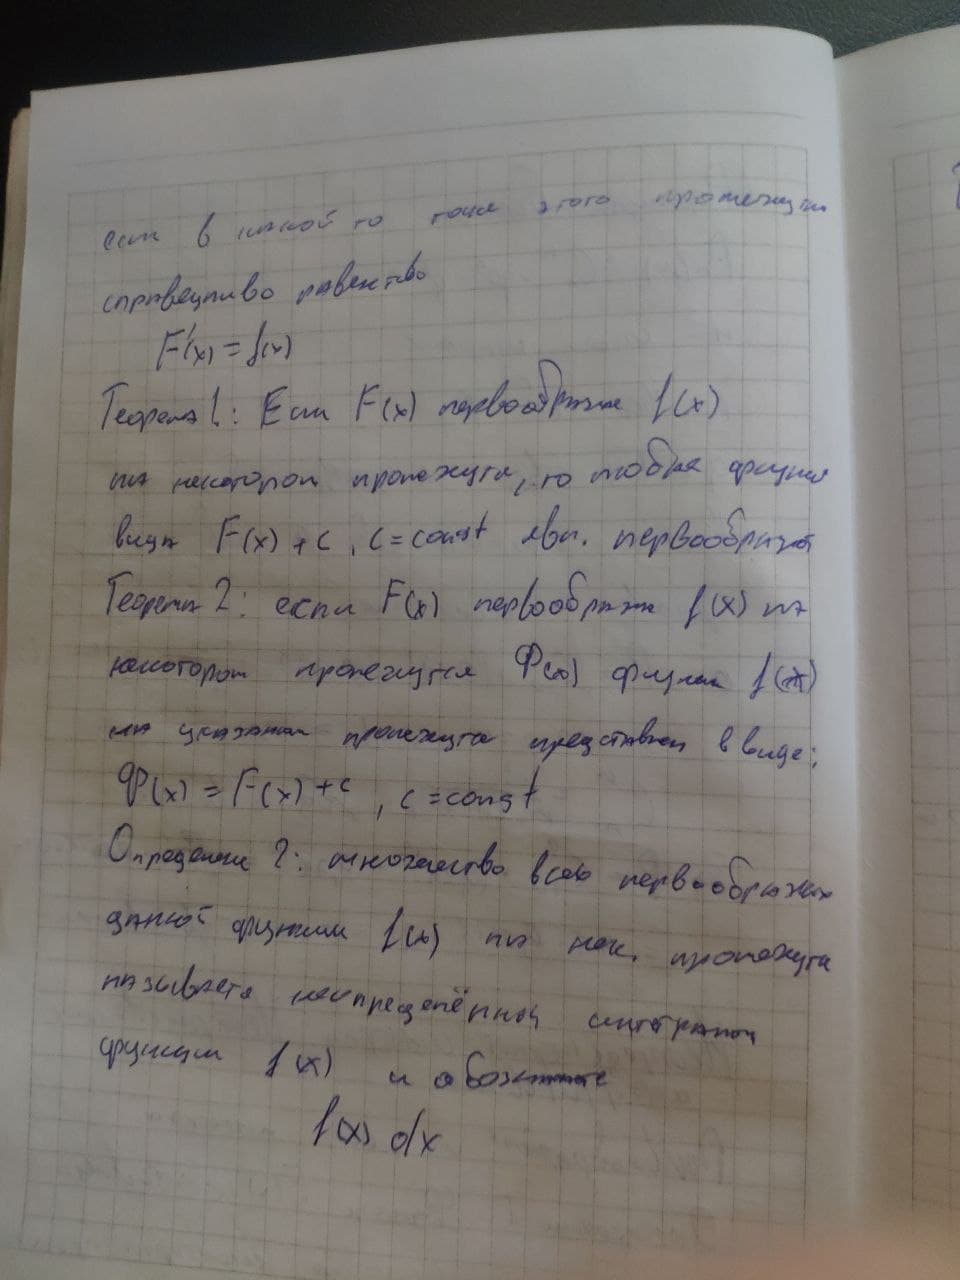 если в какой то точке этого промежутка
справедливо равенство
F'(x) = f(x)
Теорема 1: Если F(x) первообразная f(x)
на некотором промежутке, то любая функция
вида F(x) + c, c = const явл. первообразной
Теорема 2: если F(x) первообразная f(x) на
некотором промежутке Ф(x) функции f(x)
на указанном промежутке представлена в виде:
Ф(x) = F(x) + c, c = const
Определение 2: множество всех первообразных
данной функции f(x) на нек. промежутке
называется неопределённой интегралом
функции f(x) и обозначается
f(x) dx